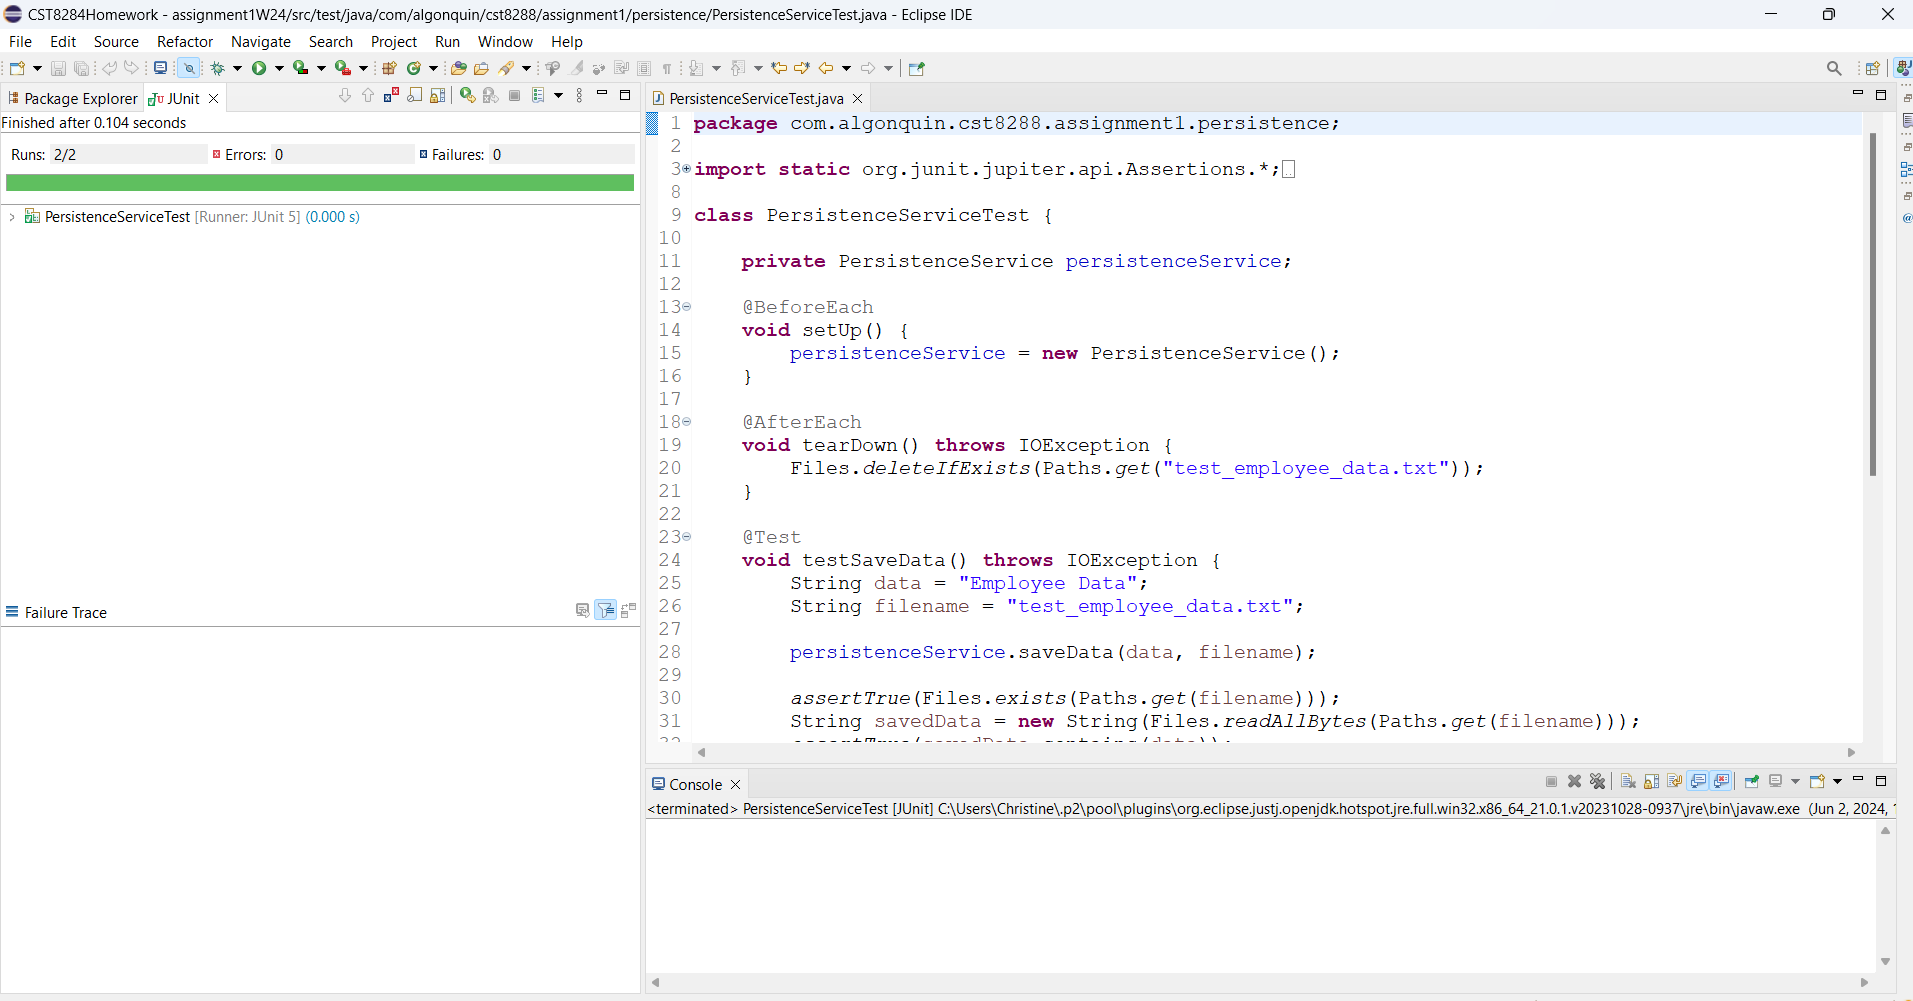 CST8284Homework - assignment1W24/src/test/java/com/algonquin/cst8288/assignment1/persistence/PersistenceServiceTest.java - Eclipse IDE
File Edit Source Refactor Navigate Search Project Run Window Help
Package Explorer JUnit
Finished after 0.104 seconds
Runs: 2/2 Errors: 0 Failures: 0
PersistenceServiceTest [Runner: JUnit 5] (0.000 s)
Failure Trace
PersistenceServiceTest.java
1 package com.algonquin.cst8288.assignment1.persistence;
2
3 import static org.junit.jupiter.api.Assertions.*;
8
9 class PersistenceServiceTest {
10
11 private PersistenceService persistenceService;
12
13 @BeforeEach
14 void setUp() {
15 persistenceService = new PersistenceService();
16 }
17
18 @AfterEach
19 void tearDown() throws IOException {
20 Files.deleteIfExists(Paths.get("test_employee_data.txt"));
21 }
22
23 @Test
24 void testSaveData() throws IOException {
25 String data = "Employee Data";
26 String filename = "test_employee_data.txt";
27
28 persistenceService.saveData(data, filename);
29
30 assertTrue(Files.exists(Paths.get(filename)));
31 String savedData = new String(Files.readAllBytes(Paths.get(filename)));
Console
<terminated> PersistenceServiceTest [JUnit] C:\Users\Christine\.p2\pool\plugins\org.eclipse.justj.openjdk.hotspot.jre.full.win32.x86_64_21.0.1.v20231028-0937\jre\bin\javaw.exe (Jun 2, 2024,